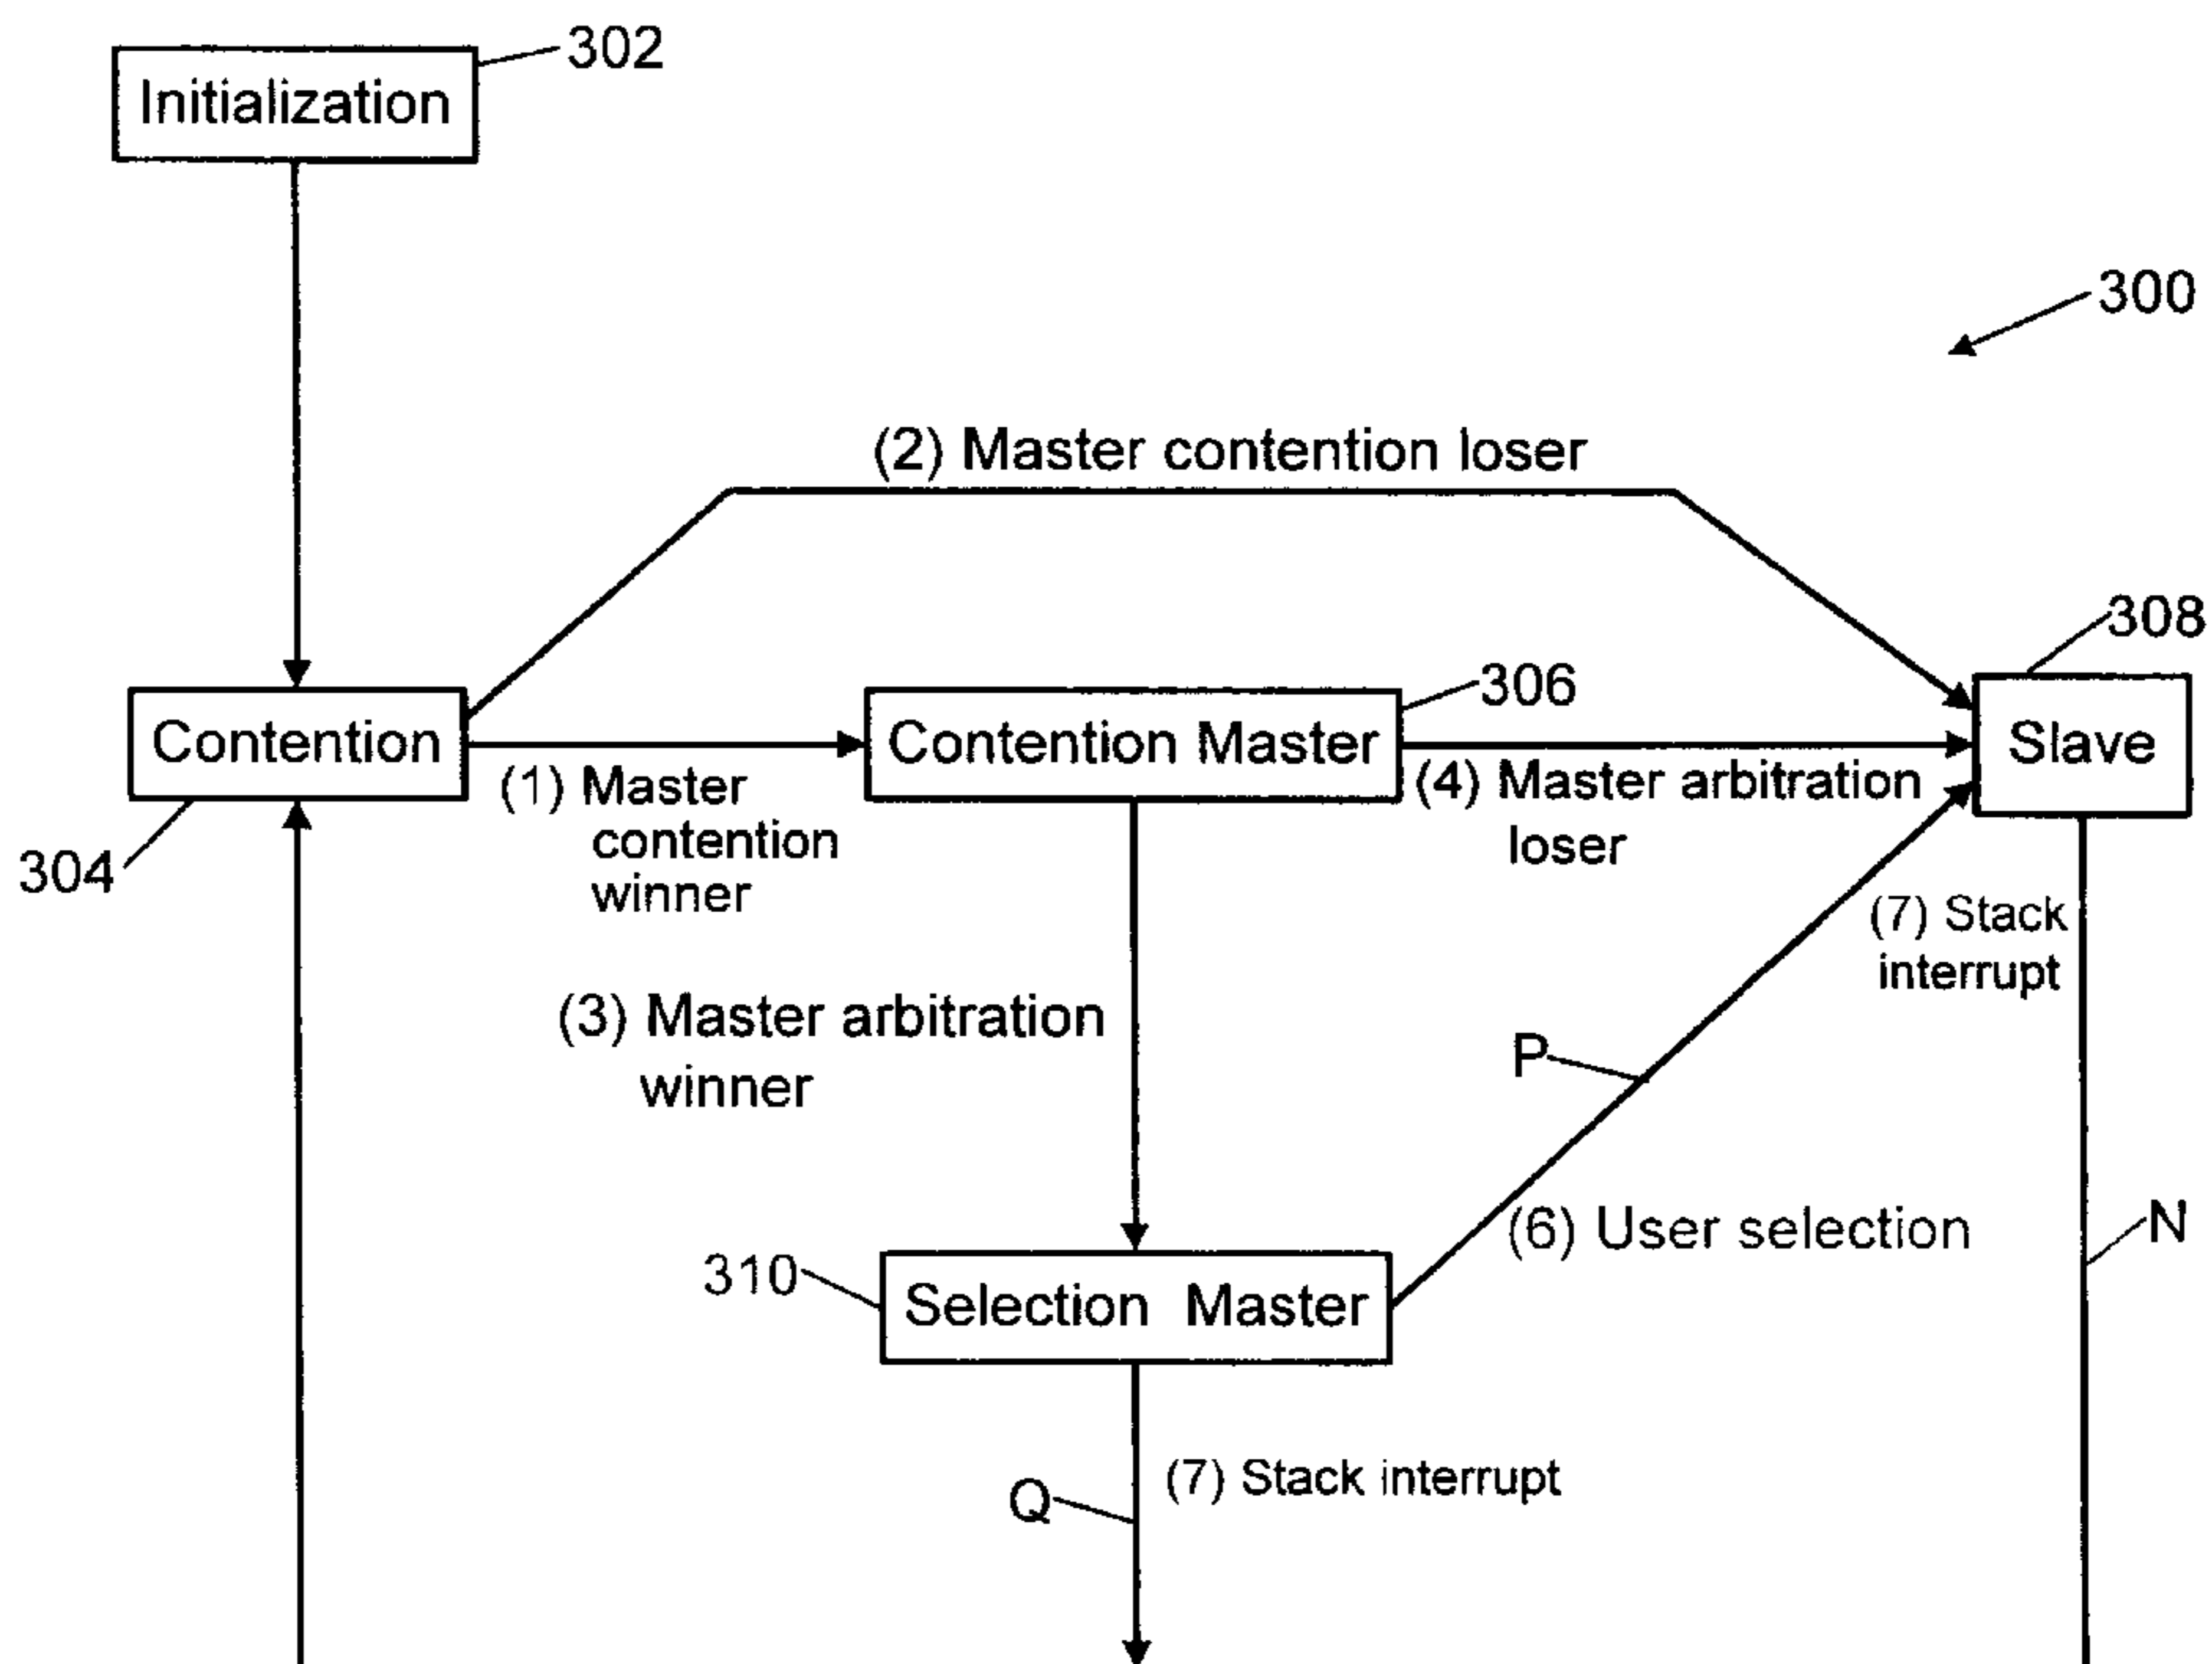 302
Initialization
300
(2) Master contention loser
308
306
Contention
Contention Master
Slave
(1) Master
contention
winner
(4) Master arbitration
loser
304
(7) Stack
interrupt
(3) Master arbitration
winner
P
N
(6) User selection
310
Selection Master
(7) Stack interrupt
Q